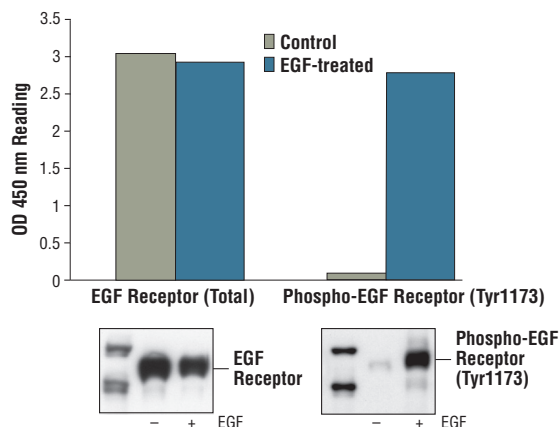 3.5
3
2.5
2
1.5
1
0.5
0
OD 450 nm Reading
Control
EGF-treated
EGF Receptor (Total)
Phospho-EGF Receptor (Tyr1173)
EGF
Receptor
– + EGF
Phospho-EGF
Receptor
(Tyr1173)
– + EGF